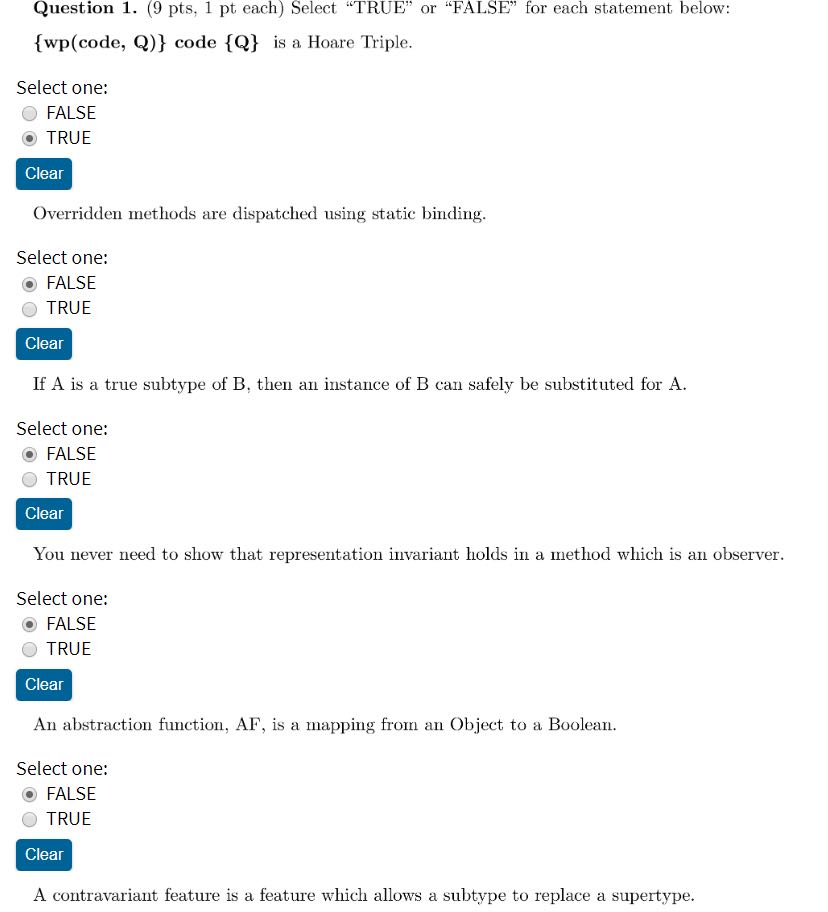 Question 1. (9 pts, 1 pt each) Select “TRUE” or “FALSE” for each statement below:
{wp(code, Q)} code {Q} is a Hoare Triple.
Select one:
FALSE
TRUE
Clear
Overridden methods are dispatched using static binding.
Select one:
FALSE
TRUE
Clear
If A is a true subtype of B, then an instance of B can safely be substituted for A.
Select one:
FALSE
TRUE
Clear
You never need to show that representation invariant holds in a method which is an observer.
Select one:
FALSE
TRUE
Clear
An abstraction function, AF, is a mapping from an Object to a Boolean.
Select one:
FALSE
TRUE
Clear
A contravariant feature is a feature which allows a subtype to replace a supertype.